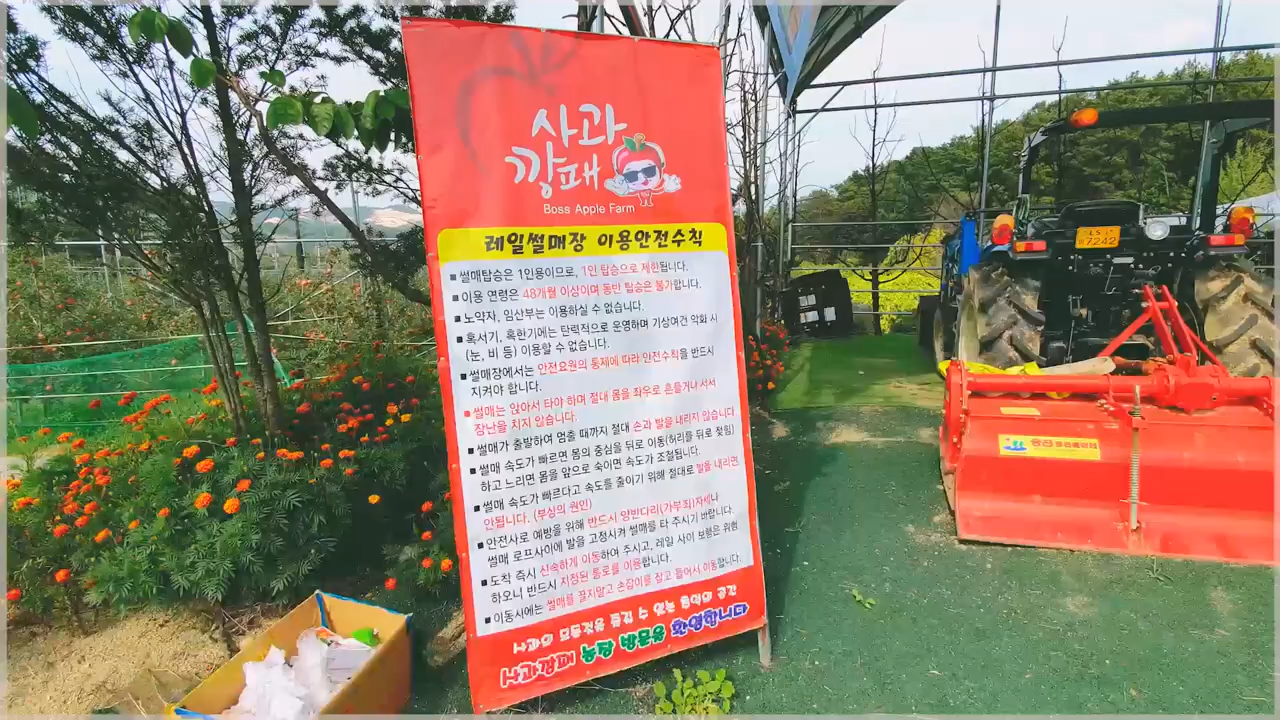 사과
깡패
Boss Apple Farm
레일썰매장 이용안전수칙
■ 썰매탑승은 1인용이므로, 1인 탑승으로 제한됩니다.
■ 이용 연령은 48개월 이상이며 동반 탑승은 불가합니다.
■ 노약자, 임산부는 이용하실 수 없습니다.
■ 혹서기, 혹한기에는 탄력적으로 운영하며 기상여건 악화 시
(눈, 비 등) 이용할 수 없습니다.
■ 썰매장에서는 안전요원의 통제에 따라 안전수칙을 반드시
지켜야 합니다.
■ 썰매는 앉아서 타야 하며 절대 몸을 좌우로 흔들거나 서서
장난을 치지 않습니다.
■ 썰매가 출발하여 멈출 때까지 절대 손과 발을 내리지 않습니다.
■ 썰매 속도가 빠르면 몸의 중심을 뒤로 이동(허리를 뒤로 젖힘)
하고 느리면 몸을 앞으로 숙이면 속도가 조절됩니다.
■ 썰매 속도가 빠르다고 속도를 줄이기 위해 절대로 발을 내리면
안됩니다. (부상의 원인)
■ 안전사로 예방을 위해 반드시 양반다리(가부좌)자세나
썰매 로프사이에 발을 고정시켜 썰매를 타 주시기 바랍니다.
■ 도착 즉시 신속하게 이동하여 주시고, 레일 사이 보행은 위험
하오니 반드시 지정된 통로를 이용합니다.
■ 이동시에는 썰매를 끌지말고 손잡이를 잡고 들어서 이동합니다.
사과의 모든것을 즐길 수 있는 휴식의 공간
사과깡패 농장 방문을 환영합니다
7242